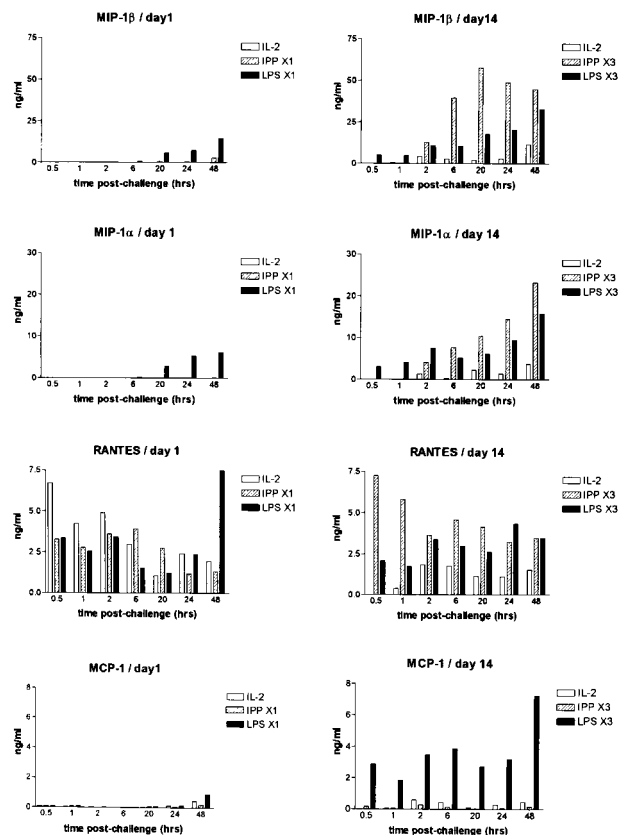 MIP-1β / day1
75
50
25
0
ng/ml
IL-2
IPP X1
LPS X1
0.5 1 2 6 20 24 48
time post-challenge (hrs)
MIP-1β / day14
75
50
25
0
ng/ml
IL-2
IPP X3
LPS X3
0.5 1 2 6 20 24 48
time post-challenge (hrs)
MIP-1α / day 1
30
20
10
0
ng/ml
IL-2
IPP X1
LPS X1
0.5 1 2 6 20 24 48
time post-challenge (hrs)
MIP-1α / day 14
30
20
10
0
ng/ml
IL-2
IPP X3
LPS X3
0.5 1 2 6 20 24 48
time post-challenge (hrs)
RANTES / day 1
7.5
5.0
2.5
0.0
ng/ml
IL-2
IPP X1
LPS X1
0.5 1 2 6 20 24 48
time post-challenge (hrs)
RANTES / day 14
7.5
5.0
2.5
0.0
ng/ml
IL-2
IPP X3
LPS X3
0.5 1 2 6 20 24 48
time post-challenge (hrs)
MCP-1 / day1
8
6
4
2
0
ng/ml
IL-2
IPP X1
LPS X1
0.5 1 2 6 20 24 48
time post-challenge (hrs)
MCP-1 / day 14
8
6
4
2
0
ng/ml
IL-2
IPP X3
LPS X3
0.5 1 2 6 20 24 48
time post-challenge (hrs)